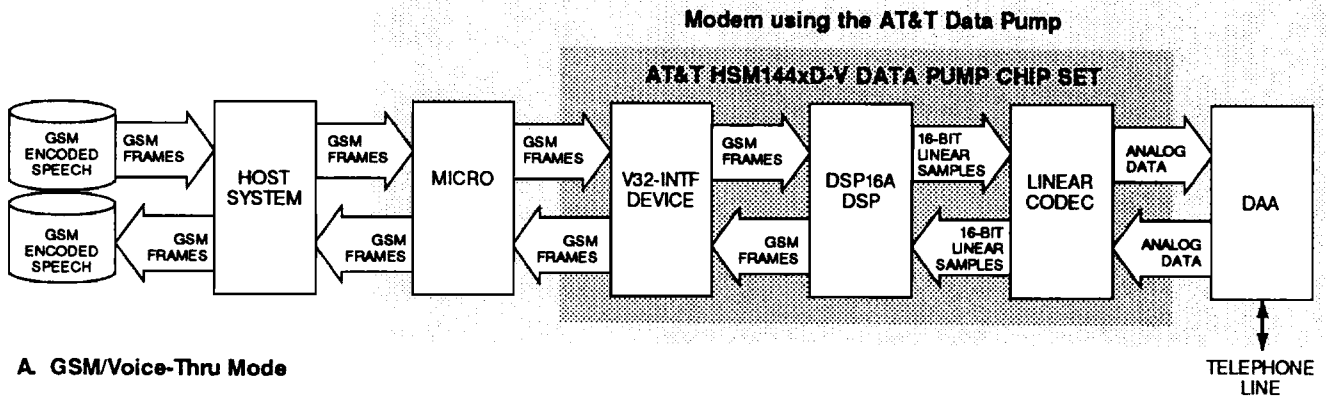 Modem using the AT&T Data Pump
AT&T HSM144xD-V DATA PUMP CHIP SET
GSM
ENCODED
SPEECH
GSM
FRAMES
HOST
SYSTEM
GSM
FRAMES
MICRO
GSM
FRAMES
V32-INTF
DEVICE
GSM
FRAMES
DSP16A
DSP
16-BIT
LINEAR
SAMPLES
LINEAR
CODEC
ANALOG
DATA
DAA
GSM
ENCODED
SPEECH
GSM
FRAMES
GSM
FRAMES
GSM
FRAMES
GSM
FRAMES
16-BIT
LINEAR
SAMPLES
ANALOG
DATA
A. GSM/Voice-Thru Mode
TELEPHONE
LINE